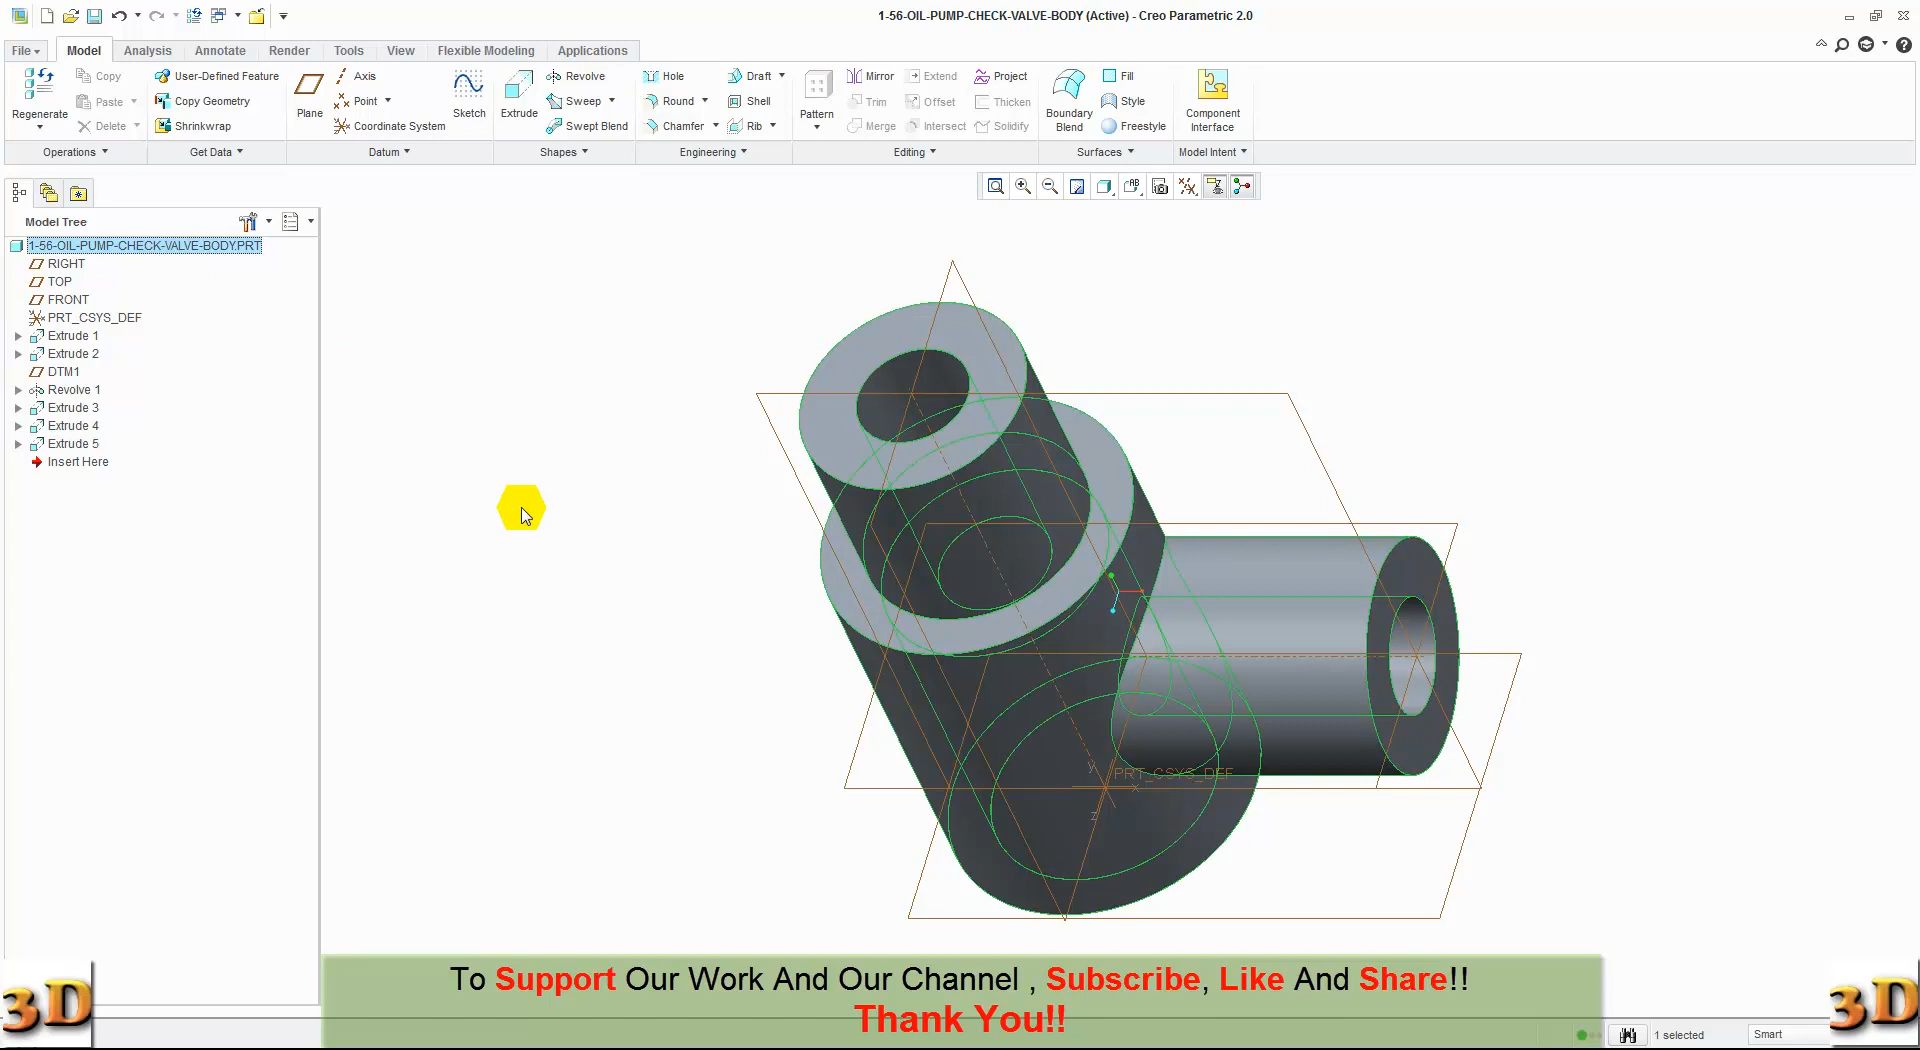 1-56-OIL-PUMP-CHECK-VALVE-BODY (Active) - Creo Parametric 2.0
File Model Analysis Annotate Render Tools View Flexible Modeling Applications
Regenerate
Copy
Paste
Delete
Operations
User-Defined Feature
Copy Geometry
Shrinkwrap
Get Data
Plane
Axis
Point
Coordinate System
Sketch
Datum
Extrude
Revolve
Sweep
Swept Blend
Shapes
Hole
Round
Chamfer
Draft
Shell
Rib
Engineering
Pattern
Mirror
Trim
Merge
Extend
Offset
Intersect
Project
Thicken
Solidify
Editing
Boundary
Blend
Fill
Style
Freestyle
Surfaces
Component
Interface
Model Intent
Model Tree
1-56-OIL-PUMP-CHECK-VALVE-BODY.PRT
RIGHT
TOP
FRONT
PRT_CSYS_DEF
Extrude 1
Extrude 2
DTM1
Revolve 1
Extrude 3
Extrude 4
Extrude 5
Insert Here
y
PRT_CSYS_DEF
x
z
To Support Our Work And Our Channel , Subscribe, Like And Share!!
Thank You!!
3D
3D
1 selected
Smart